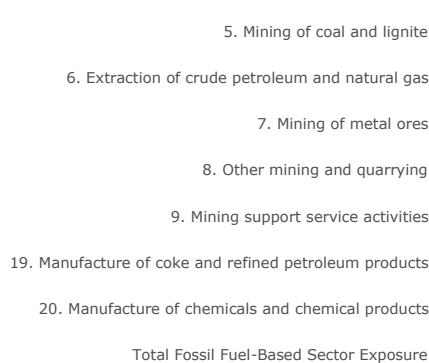 5. Mining of coal and lignite
6. Extraction of crude petroleum and natural gas
7. Mining of metal ores
8. Other mining and quarrying
9. Mining support service activities
19. Manufacture of coke and refined petroleum products
20. Manufacture of chemicals and chemical products
Total Fossil Fuel-Based Sector Exposure